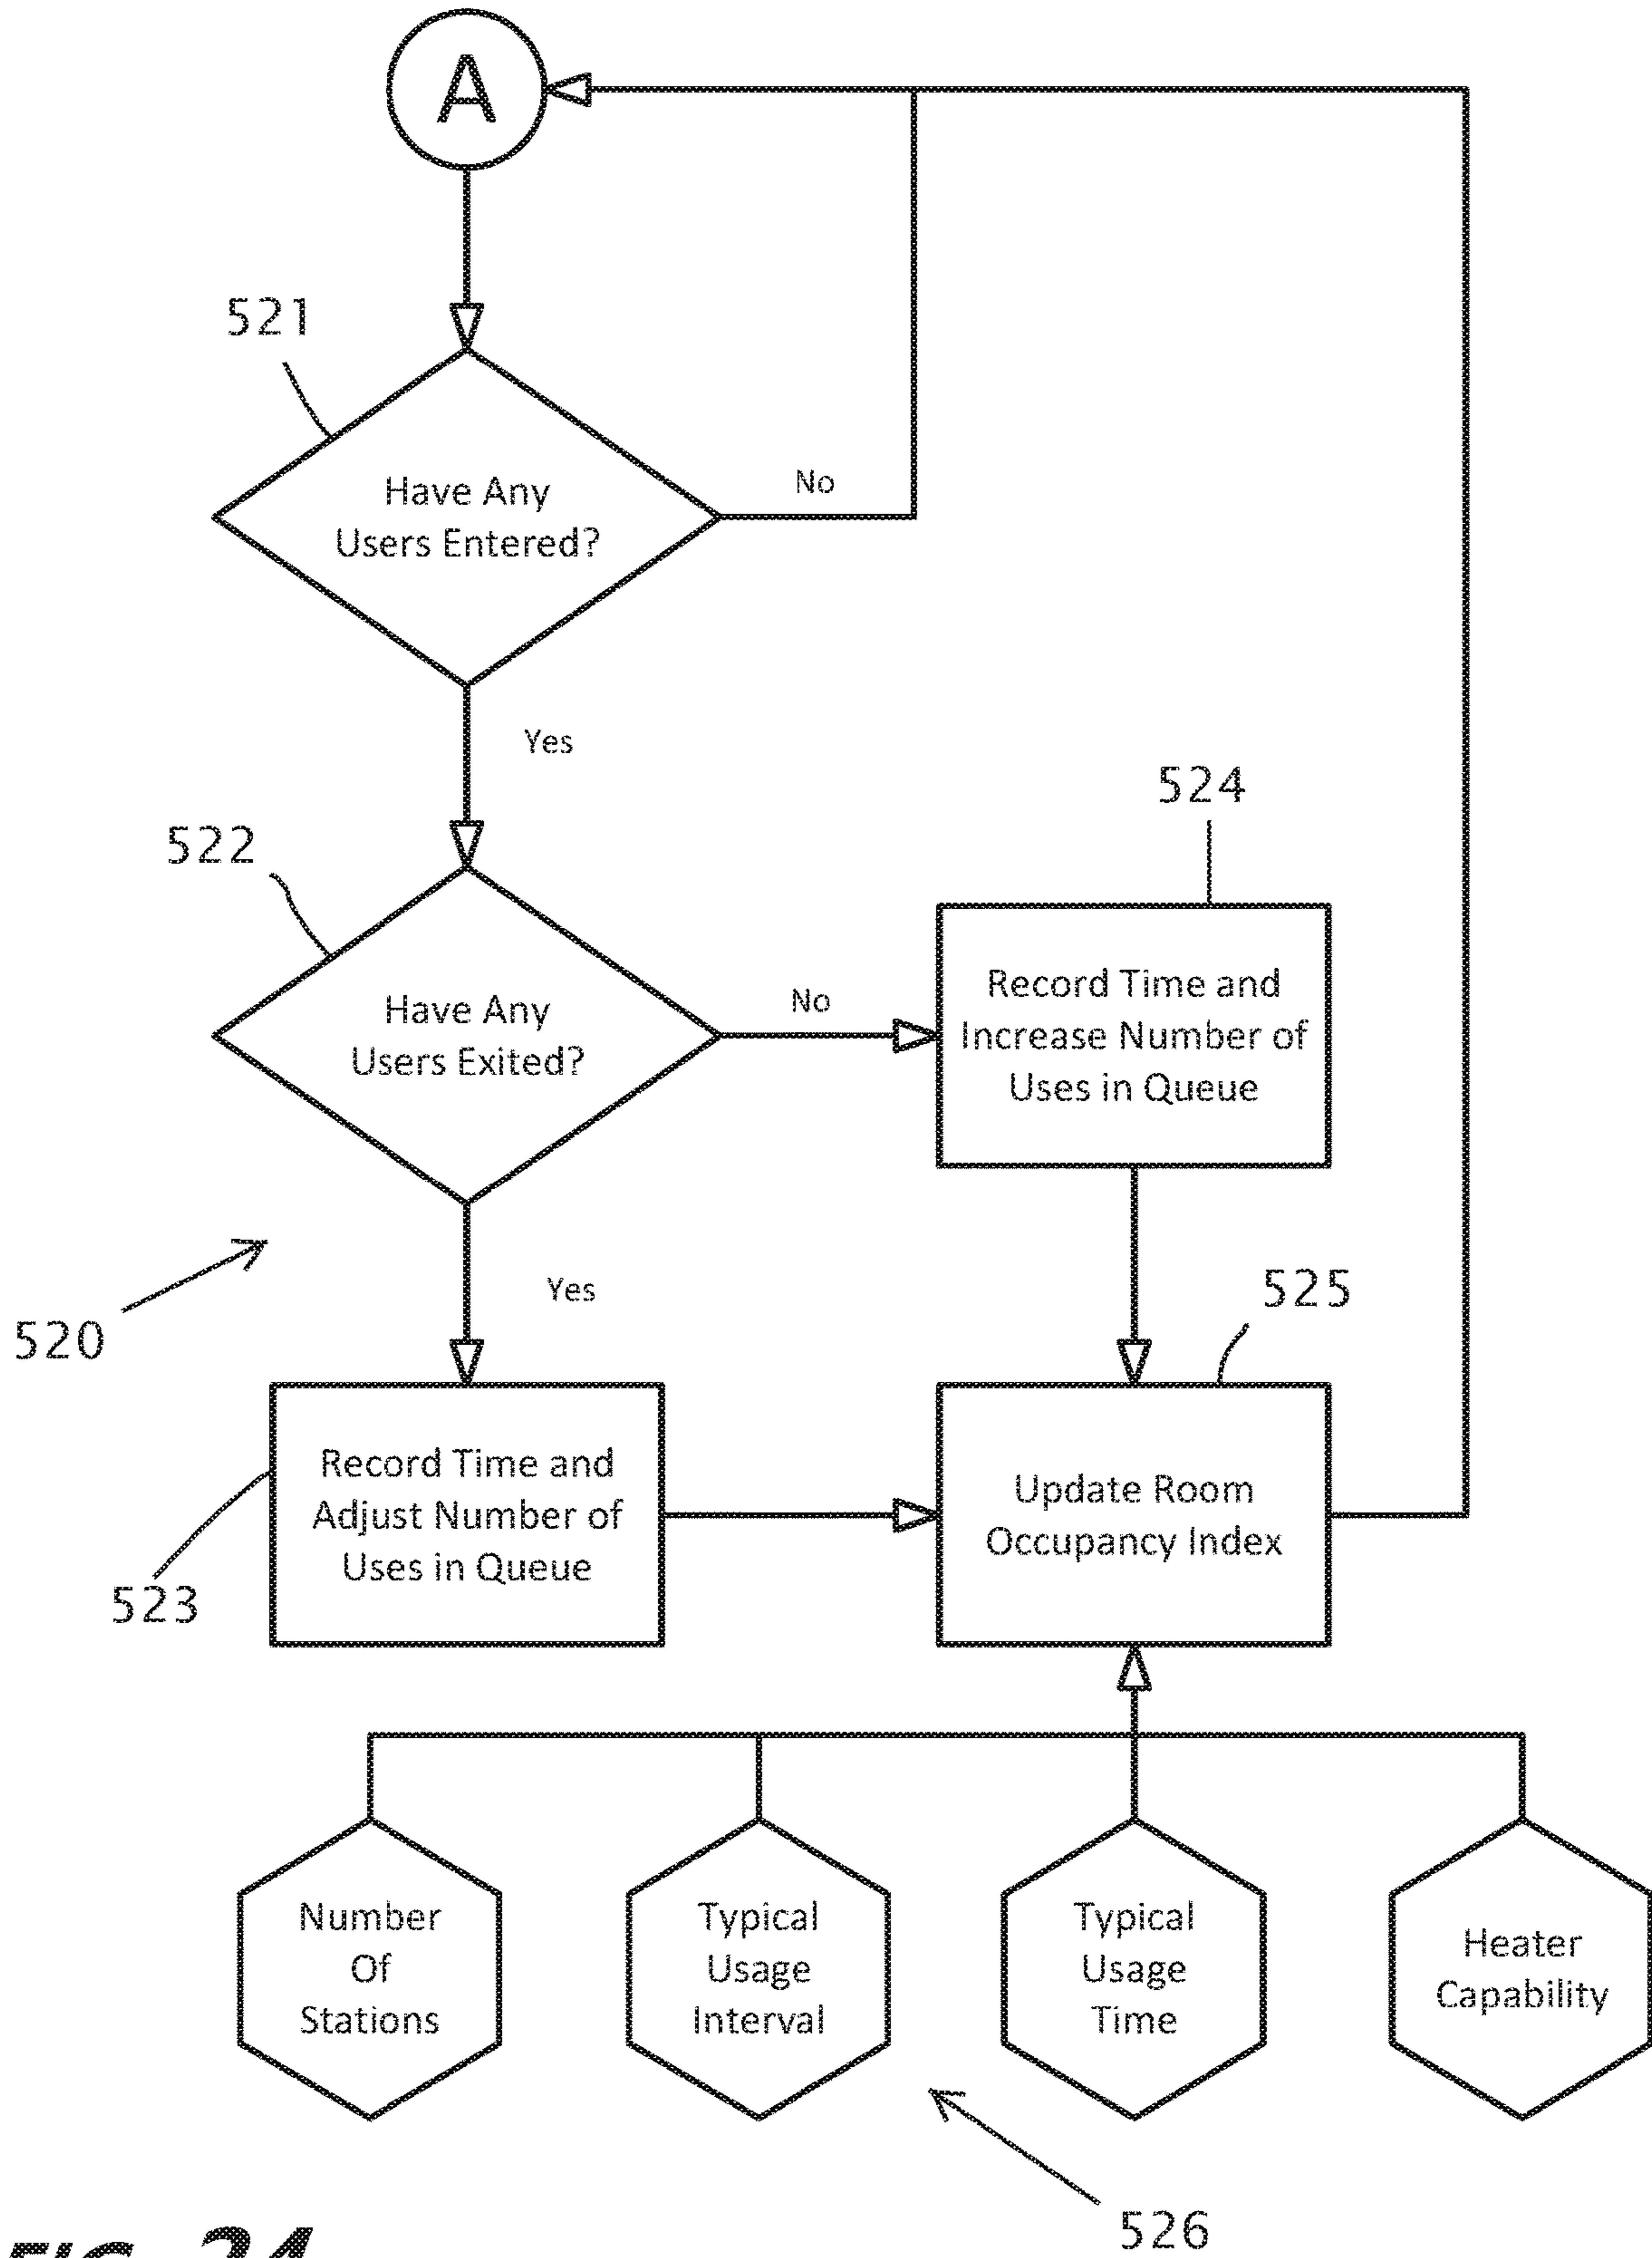 A
521
Have Any
Users Entered?
No
Yes
522
524
Have Any
Users Exited?
No
Record Time and
Increase Number of
Uses in Queue
520
Yes
525
Record Time and
Adjust Number of
Uses in Queue
Update Room
Occupancy Index
523
Number
Of
Stations
Typical
Usage
Interval
Typical
Usage
Time
Heater
Capability
526
FIG. 24